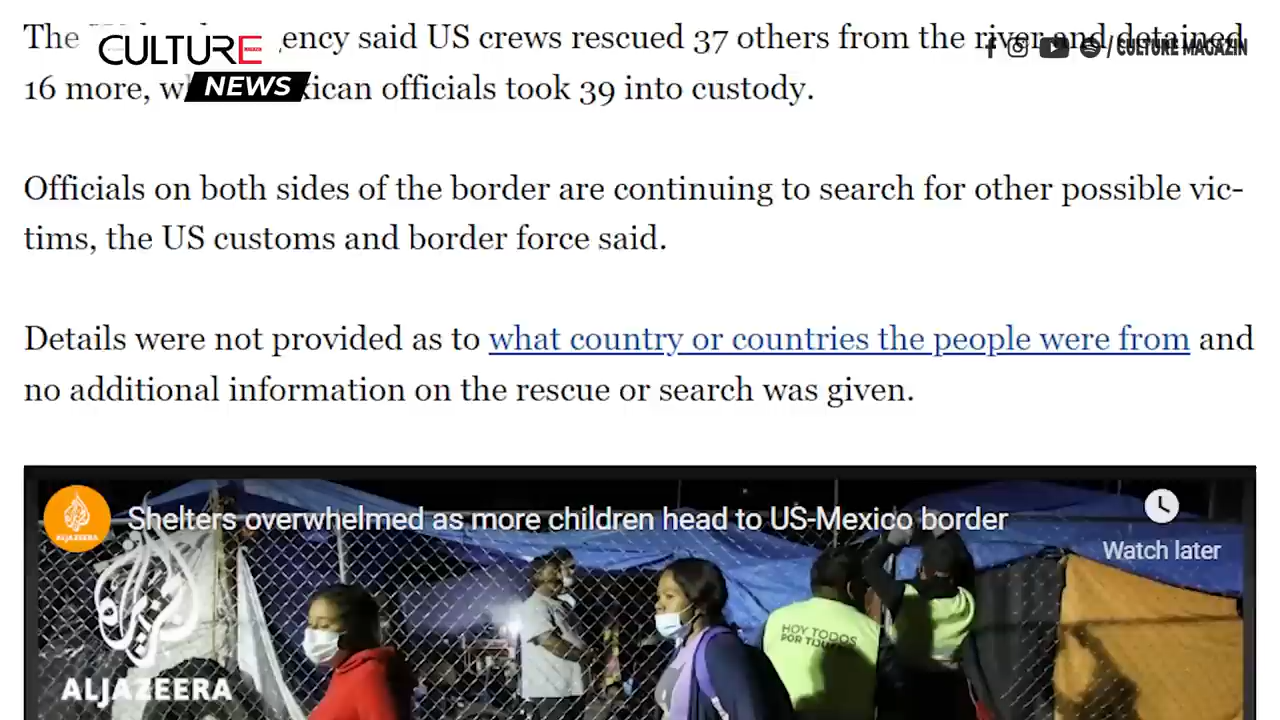 The ency said US crews rescued 37 others from the river and detained
CULTURE
/ CULTURE MAGAZIN
NEWS
16 more, ican officials took 39 into custody.
Officials on both sides of the border are continuing to search for other possible vic-
tims, the US customs and border force said.
Details were not provided as to what country or countries the people were from and
no additional information on the rescue or search was given.
Shelters overwhelmed as more children head to US-Mexico border
ALJAZEERA
Watch later
HOY TODOS
POR
ALJAZEERA